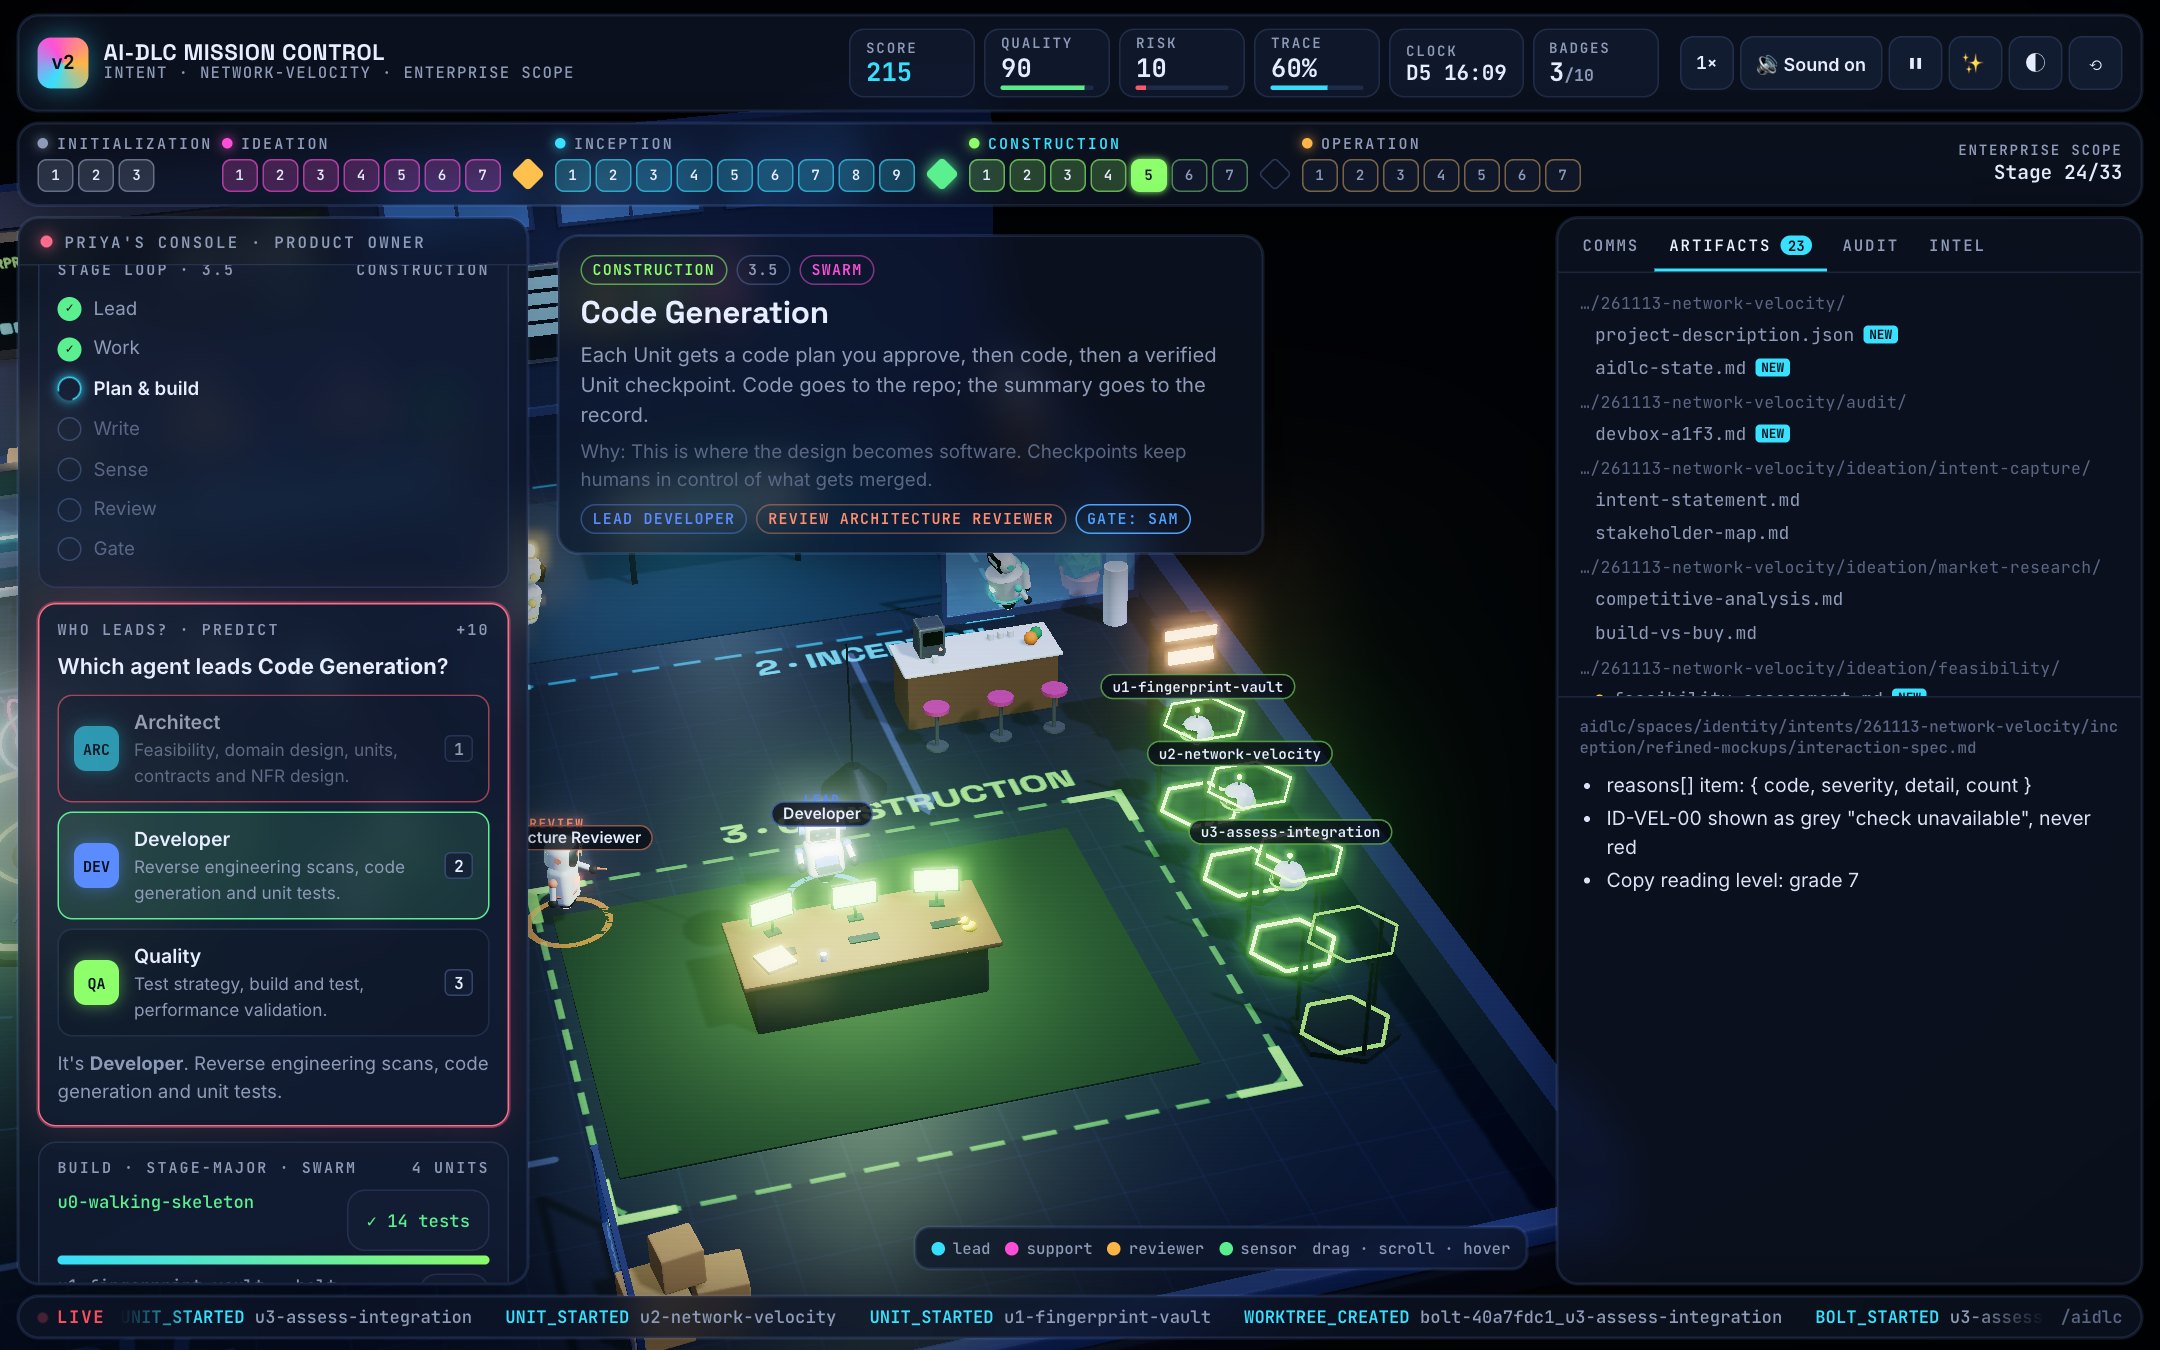 v2
AI-DLC MISSION CONTROL
INTENT · NETWORK-VELOCITY · ENTERPRISE SCOPE
SCORE
215
QUALITY
90
RISK
10
TRACE
60%
CLOCK
D5 16:09
BADGES
3/10
1×
Sound on
INITIALIZATION
1 2 3
IDEATION
1 2 3 4 5 6 7
INCEPTION
1 2 3 4 5 6 7 8 9
CONSTRUCTION
1 2 3 4 5 6 7
OPERATION
1 2 3 4 5 6 7
ENTERPRISE SCOPE
Stage 24/33
PRIYA'S CONSOLE · PRODUCT OWNER
STAGE LOOP · 3.5 CONSTRUCTION
Lead
Work
Plan & build
Write
Sense
Review
Gate
WHO LEADS? · PREDICT +10
Which agent leads Code Generation?
ARC
Architect
Feasibility, domain design, units,
contracts and NFR design.
1
DEV
Developer
Reverse engineering scans, code
generation and unit tests.
2
QA
Quality
Test strategy, build and test,
performance validation.
3
It's Developer. Reverse engineering scans, code
generation and unit tests.
BUILD · STAGE-MAJOR · SWARM 4 UNITS
u0-walking-skeleton
✓ 14 tests
CONSTRUCTION 3.5 SWARM
Code Generation
Each Unit gets a code plan you approve, then code, then a verified
Unit checkpoint. Code goes to the repo; the summary goes to the
record.
Why: This is where the design becomes software. Checkpoints keep
humans in control of what gets merged.
LEAD DEVELOPER REVIEW ARCHITECTURE REVIEWER GATE: SAM
2 · INCE
u1-fingerprint-vault
u2-network-velocity
3 · STRUCTION
LEAD
Developer
REVIEW
cture Reviewer
u3-assess-integration
lead support reviewer sensor drag · scroll · hover
COMMS ARTIFACTS 23 AUDIT INTEL
…/261113-network-velocity/
project-description.json NEW
aidlc-state.md NEW
…/261113-network-velocity/audit/
devbox-a1f3.md NEW
…/261113-network-velocity/ideation/intent-capture/
intent-statement.md
stakeholder-map.md
…/261113-network-velocity/ideation/market-research/
competitive-analysis.md
build-vs-buy.md
…/261113-network-velocity/ideation/feasibility/
feasibility-assessment.md NEW
aidlc/spaces/identity/intents/261113-network-velocity/inc
eption/refined-mockups/interaction-spec.md
• reasons[] item: { code, severity, detail, count }
• ID-VEL-00 shown as grey "check unavailable", never
red
• Copy reading level: grade 7
LIVE UNIT_STARTED u3-assess-integration UNIT_STARTED u2-network-velocity UNIT_STARTED u1-fingerprint-vault WORKTREE_CREATED bolt-40a7fdc1_u3-assess-integration BOLT_STARTED u3-assess /aidlc